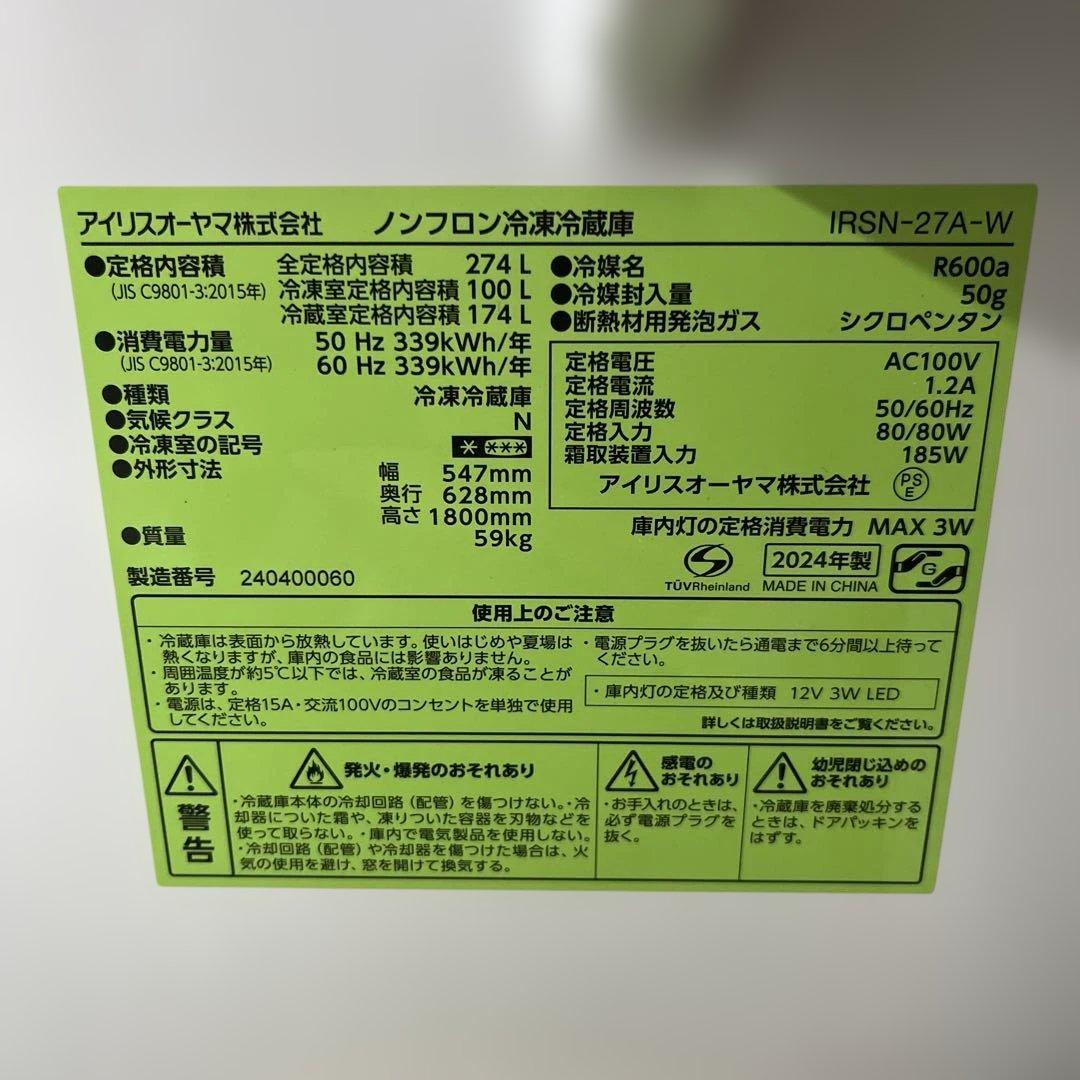 アイリスオーヤマ株式会社 ノンフロン冷凍冷蔵庫 IRSN-27A-W
●定格内容積 全定格内容積 274 L
(JIS C9801-3:2015年) 冷凍室定格内容積 100 L
冷蔵室定格内容積 174 L
●消費電力量 50 Hz 339kWh/年
(JIS C9801-3:2015年) 60 Hz 339kWh/年
●種類 冷凍冷蔵庫
●気候クラス N
●冷凍室の記号 * ***
●外形寸法 幅 547mm
奥行 628mm
高さ 1800mm
●質量 59kg
製造番号 240400060
●冷媒名 R600a
●冷媒封入量 50g
●断熱材用発泡ガス シクロペンタン
定格電圧 AC100V
定格電流 1.2A
定格周波数 50/60Hz
定格入力 80/80W
霜取装置入力 185W
アイリスオーヤマ株式会社 PS E
庫内灯の定格消費電力 MAX 3W
TÜVRheinland 2024年製 MADE IN CHINA G
使用上のご注意
・冷蔵庫は表面から放熱しています。使いはじめや夏場は
熱くなりますが、庫内の食品には影響ありません。
・周囲温度が約5℃以下では、冷蔵室の食品が凍ることが
あります。
・電源は、定格15A・交流100Vのコンセントを単独で使用
してください。
・電源プラグを抜いたら通電まで6分間以上待って
ください。
・庫内灯の定格及び種類 12V 3W LED
詳しくは取扱説明書をご覧ください。
警告
発火・爆発のおそれあり
・冷蔵庫本体の冷却回路（配管）を傷つけない。・冷
却器についた霜や、凍りついた容器を刃物などを
使って取らない。・庫内で電気製品を使用しない。
・冷却回路（配管）や冷却器を傷つけた場合は、火
気の使用を避け、窓を開けて換気する。
感電の
おそれあり
・お手入れのときは、
必ず電源プラグを
抜く。
幼児閉じ込めの
おそれあり
・冷蔵庫を廃棄処分する
ときは、ドアパッキンを
はずす。